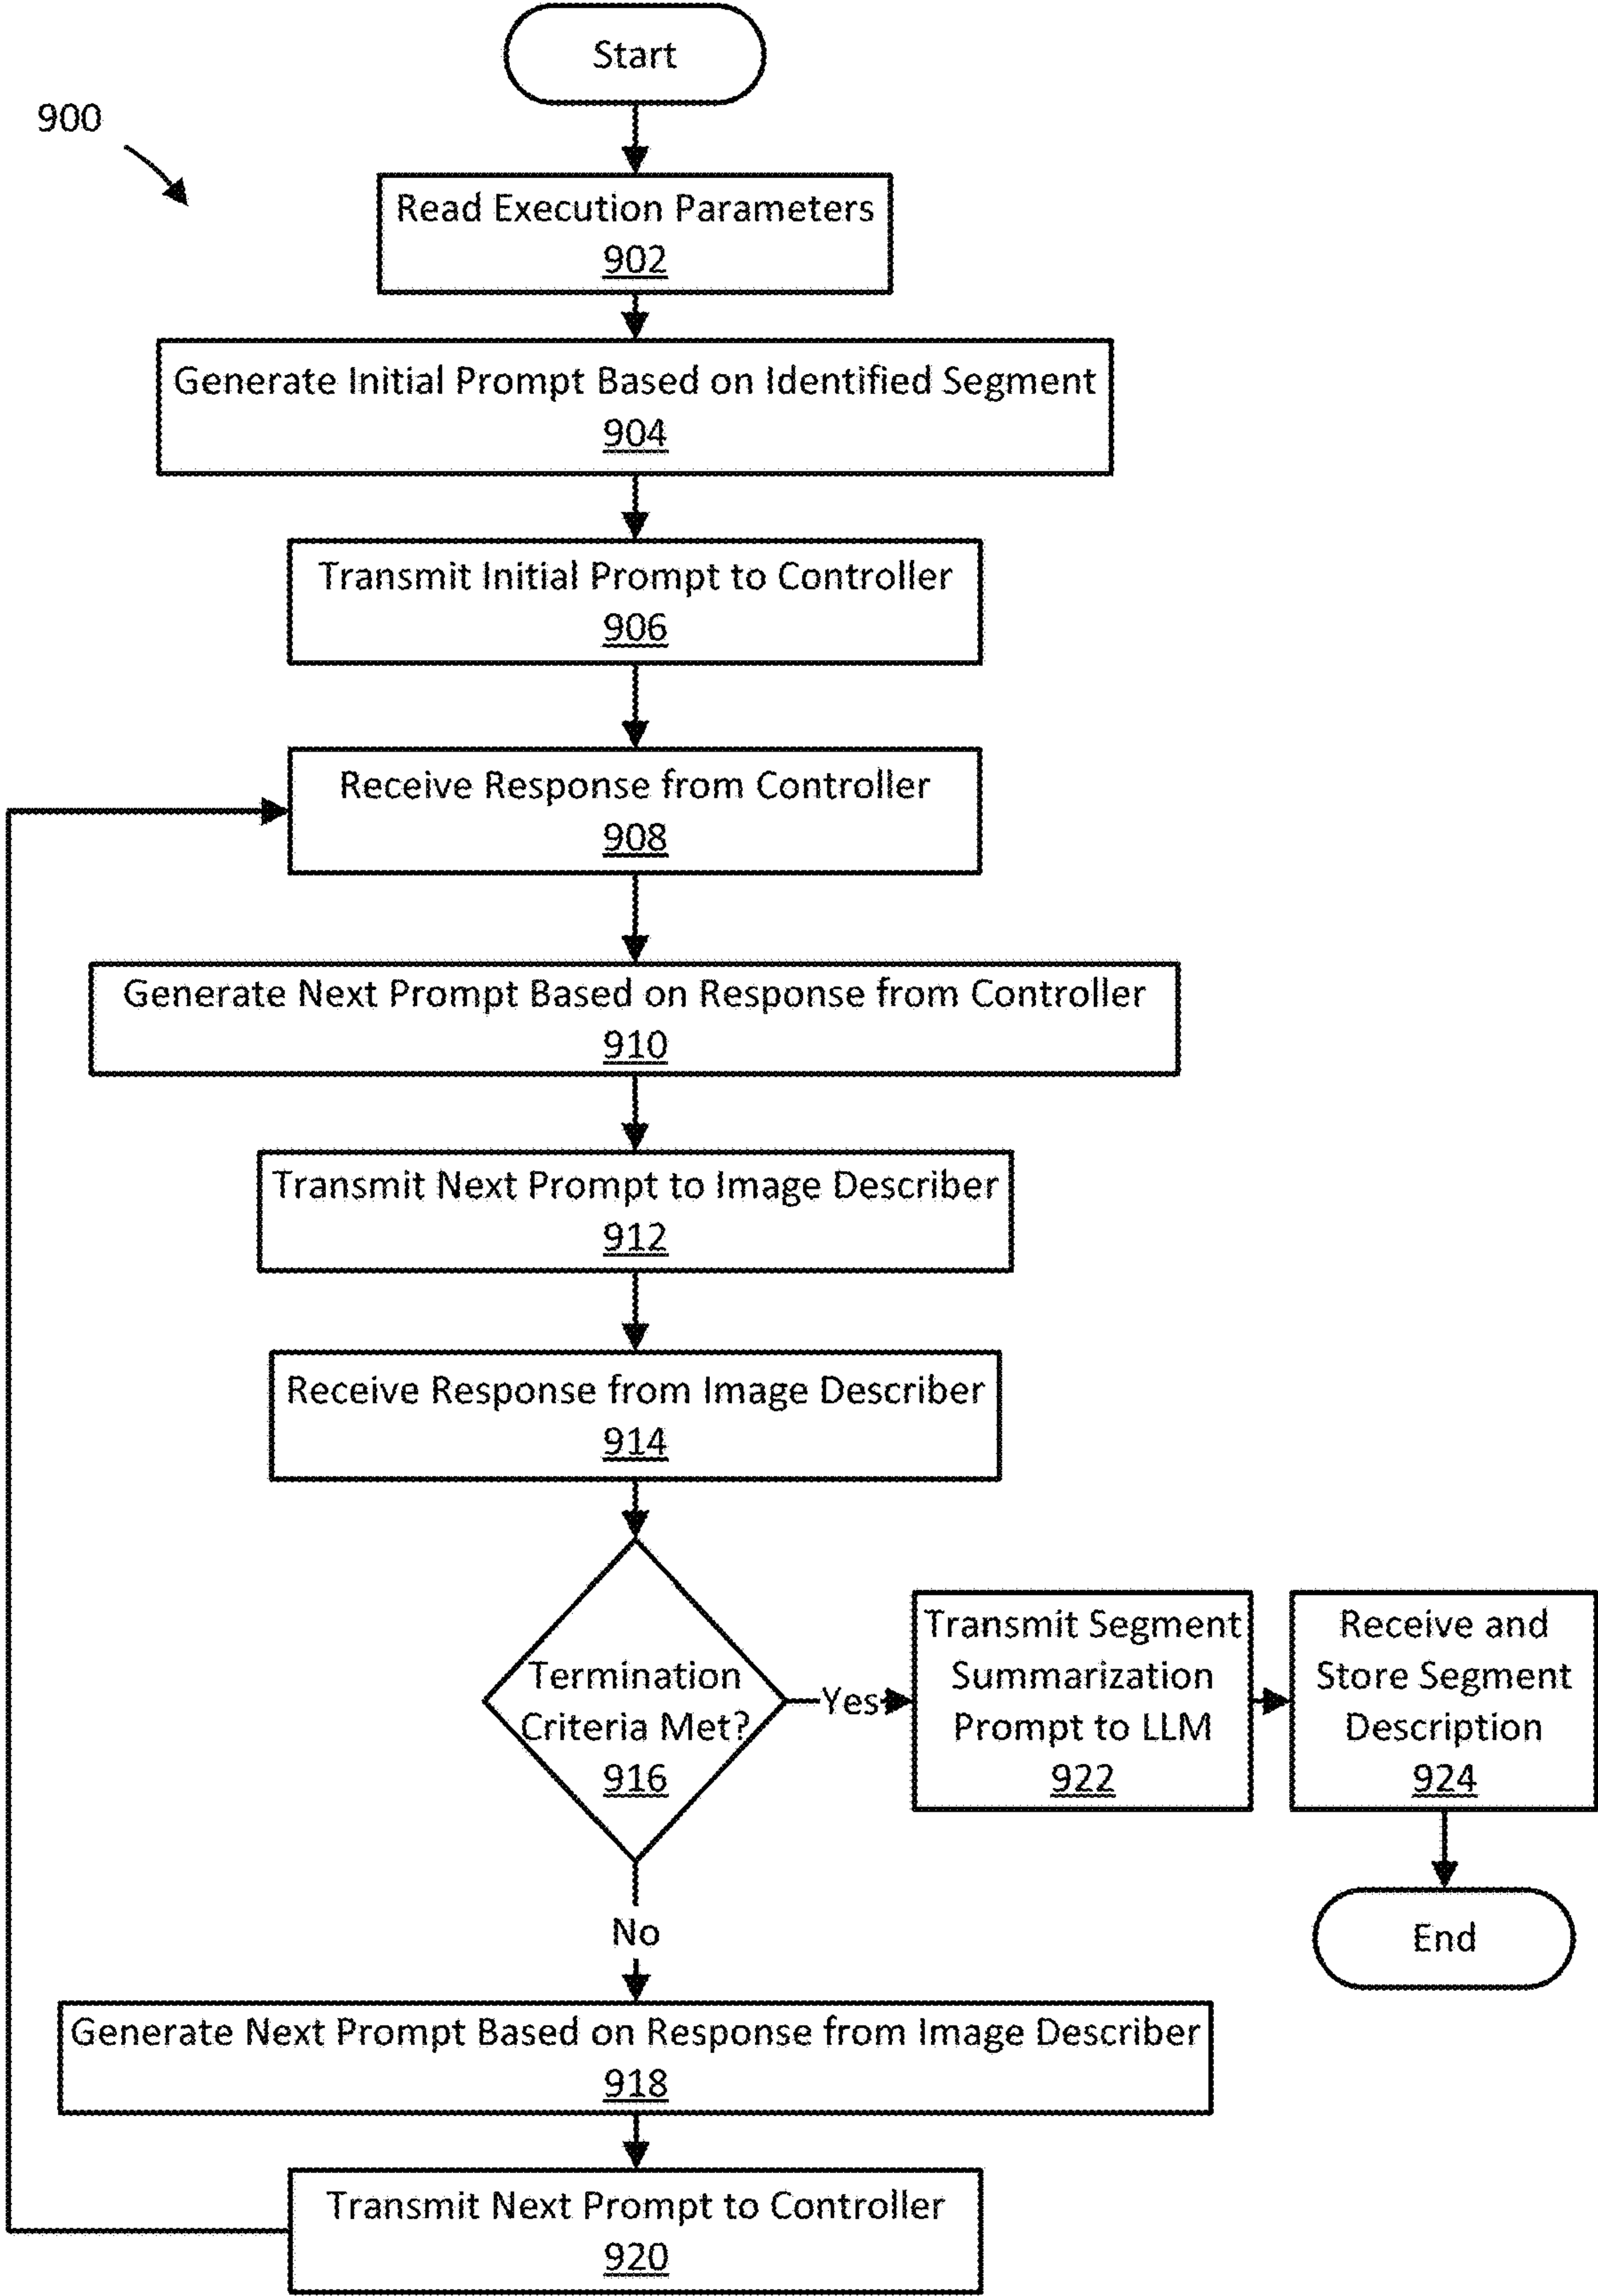 Start
900
Read Execution Parameters
902
Generate Initial Prompt Based on Identified Segment
904
Transmit Initial Prompt to Controller
906
Receive Response from Controller
908
Generate Next Prompt Based on Response from Controller
910
Transmit Next Prompt to Image Describer
912
Receive Response from Image Describer
914
Termination
Criteria Met?
916
Yes
Transmit Segment
Summarization
Prompt to LLM
922
Receive and
Store Segment
Description
924
End
No
Generate Next Prompt Based on Response from Image Describer
918
Transmit Next Prompt to Controller
920